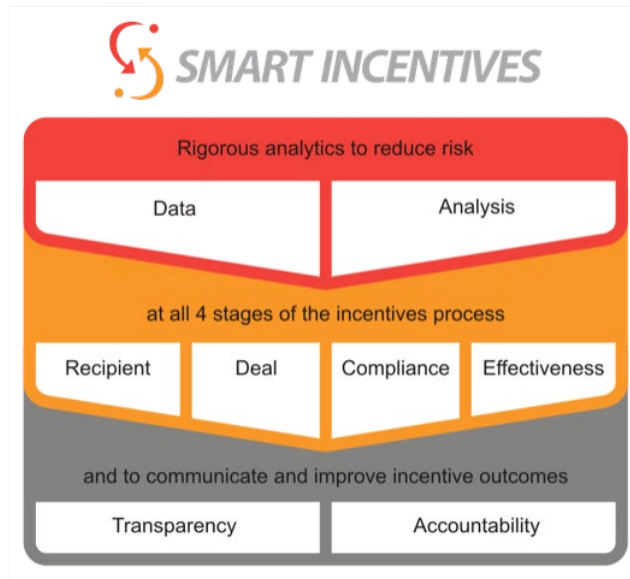 SMART INCENTIVES
Rigorous analytics to reduce risk
Data
Analysis
at all 4 stages of the incentives process
Recipient
Deal
Compliance
Effectiveness
and to communicate and improve incentive outcomes
Transparency
Accountability